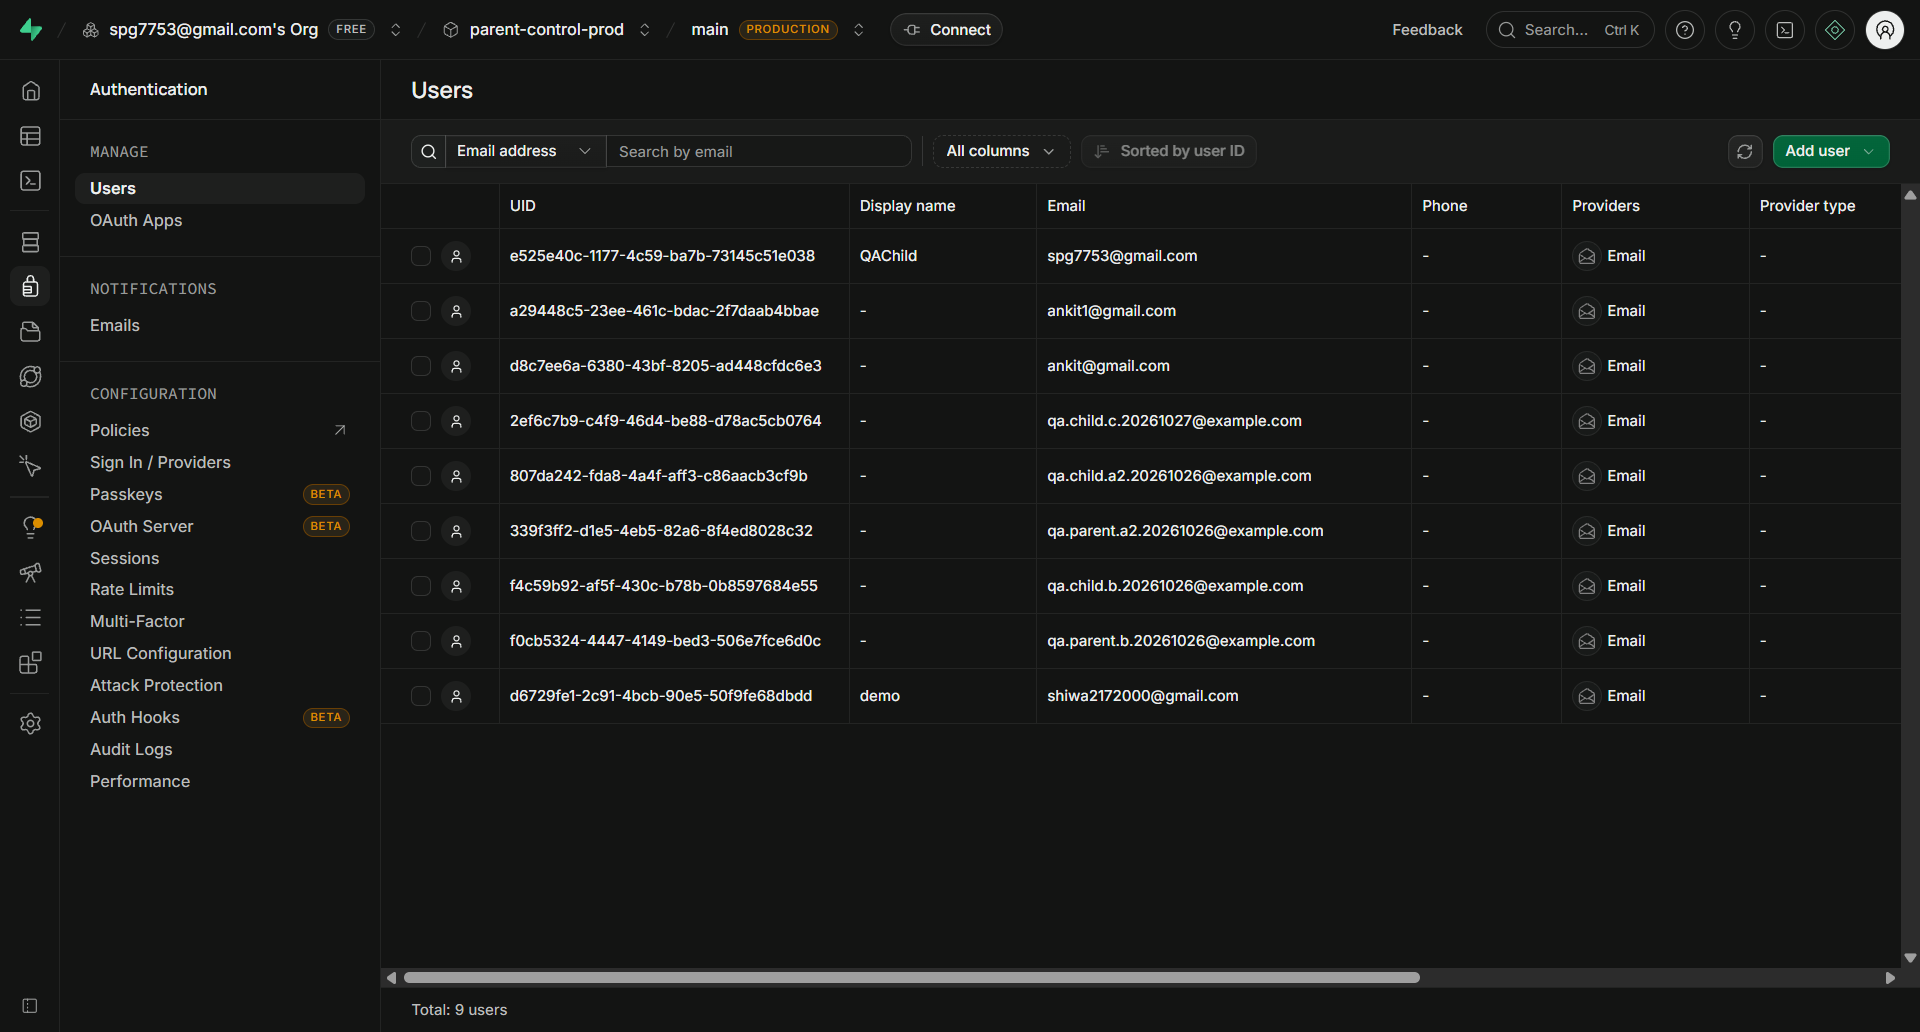 spg7753@gmail.com's Org FREE parent-control-prod main PRODUCTION Connect Feedback Search... Ctrl K
Authentication
MANAGE
Users
OAuth Apps
NOTIFICATIONS
Emails
CONFIGURATION
Policies
Sign In / Providers
Passkeys BETA
OAuth Server BETA
Sessions
Rate Limits
Multi-Factor
URL Configuration
Attack Protection
Auth Hooks BETA
Audit Logs
Performance
Users
Email address Search by email All columns Sorted by user ID Add user
UID Display name Email Phone Providers Provider type
e525e40c-1177-4c59-ba7b-73145c51e038 QAChild spg7753@gmail.com - Email -
a29448c5-23ee-461c-bdac-2f7daab4bbae - ankit1@gmail.com - Email -
d8c7ee6a-6380-43bf-8205-ad448cfdc6e3 - ankit@gmail.com - Email -
2ef6c7b9-c4f9-46d4-be88-d78ac5cb0764 - qa.child.c.20261027@example.com - Email -
807da242-fda8-4a4f-aff3-c86aacb3cf9b - qa.child.a2.20261026@example.com - Email -
339f3ff2-d1e5-4eb5-82a6-8f4ed8028c32 - qa.parent.a2.20261026@example.com - Email -
f4c59b92-af5f-430c-b78b-0b8597684e55 - qa.child.b.20261026@example.com - Email -
f0cb5324-4447-4149-bed3-506e7fce6d0c - qa.parent.b.20261026@example.com - Email -
d6729fe1-2c91-4bcb-90e5-50f9fe68dbdd demo shiwa2172000@gmail.com - Email -
Total: 9 users